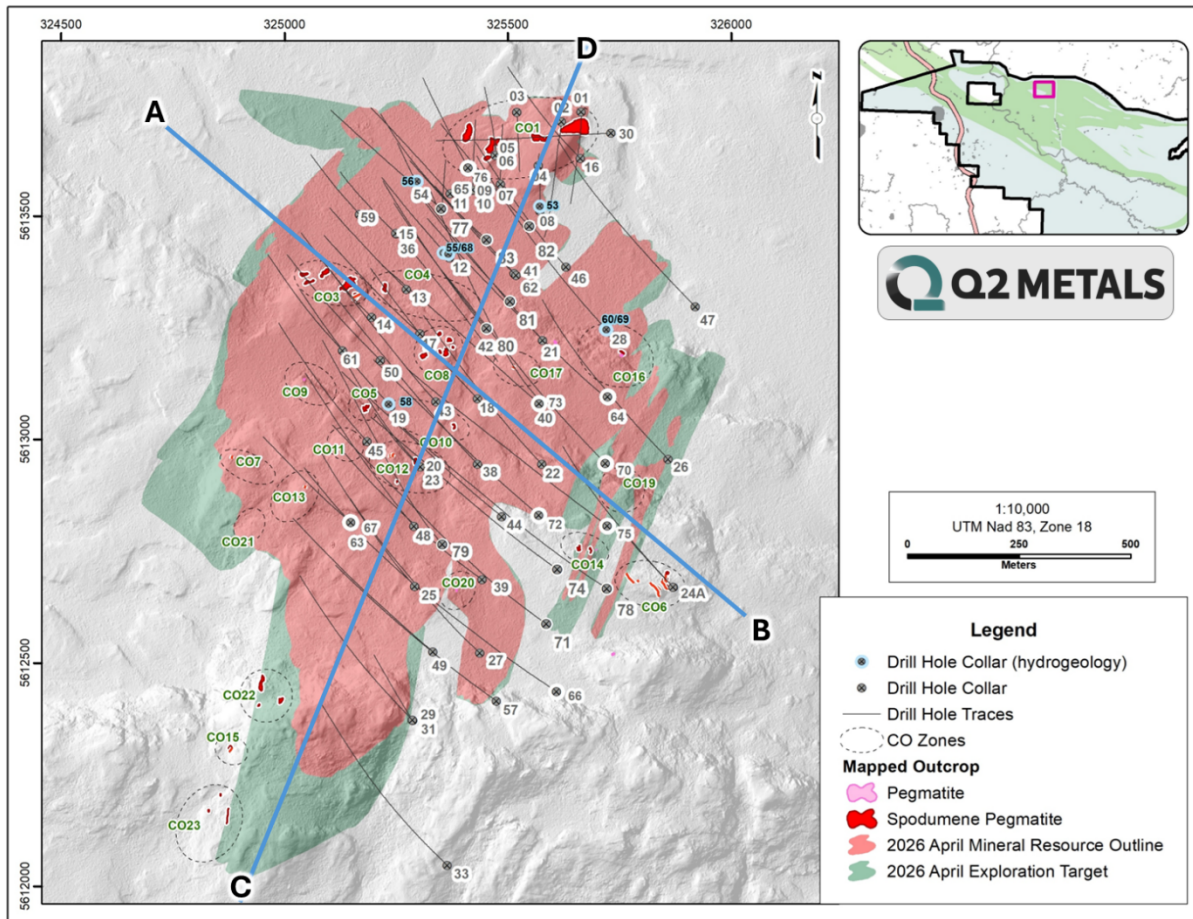 324500
325000
325500
326000
5613500
5613000
5612500
5612000
A
B
C
D
N
03
02
01
CO1
30
05
06
16
04
76
56
54
65
11
09
10
07
53
59
08
15
36
77
55/68
12
83
82
41
62
46
CO4
CO3
13
81
47
14
17
42
80
60/69
28
21
CO16
61
50
CO8
CO17
CO9
CO5
58
19
43
18
73
40
64
45
CO10
CO11
CO12
20
23
38
22
70
26
CO7
CO19
CO13
67
63
48
44
72
75
CO21
79
CO14
CO20
39
74
78
CO6
24A
25
71
49
27
66
CO22
57
29
31
CO15
CO23
33
Q2 METALS
1:10,000
UTM Nad 83, Zone 18
0 250 500
Meters
Legend
Drill Hole Collar (hydrogeology)
Drill Hole Collar
Drill Hole Traces
CO Zones
Mapped Outcrop
Pegmatite
Spodumene Pegmatite
2026 April Mineral Resource Outline
2026 April Exploration Target